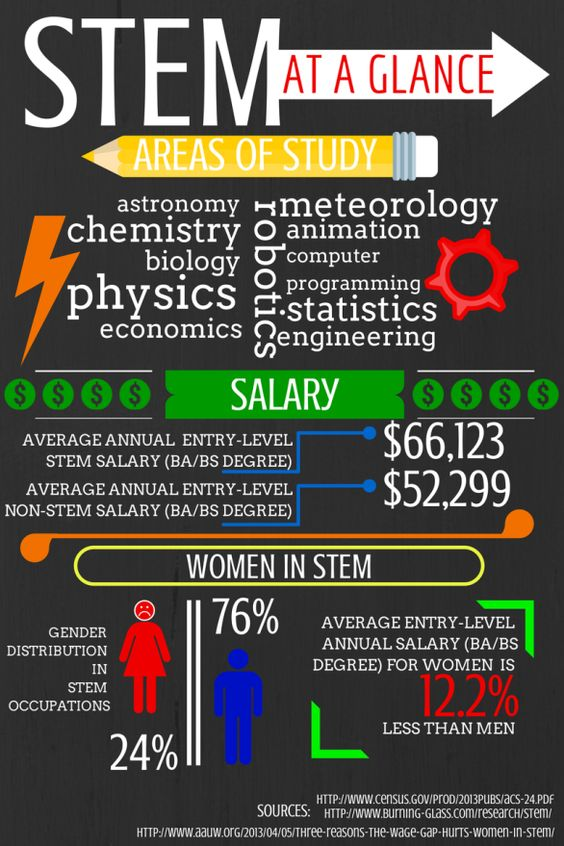 STEM
AT A GLANCE
AREAS OF STUDY
astronomy
chemistry
biology
physics
economics
robotics
meteorology
animation
computer
programming
statistics
engineering
$ $ $ $
SALARY
$ $ $ $
AVERAGE ANNUAL ENTRY-LEVEL
STEM SALARY (BA/BS DEGREE)
$66,123
AVERAGE ANNUAL ENTRY-LEVEL
NON-STEM SALARY (BA/BS DEGREE)
$52,299
WOMEN IN STEM
GENDER
DISTRIBUTION
IN
STEM
OCCUPATIONS
76%
24%
AVERAGE ENTRY-LEVEL
ANNUAL SALARY (BA/BS
DEGREE) FOR WOMEN IS
12.2%
LESS THAN MEN
SOURCES:
HTTP://WWW.CENSUS.GOV/PROD/2013PUBS/ACS-24.PDF
HTTP://WWW.BURNING-GLASS.COM/RESEARCH/STEM/
HTTP://WWW.AAUW.ORG/2013/04/05/THREE-REASONS-THE-WAGE-GAP-HURTS-WOMEN-IN-STEM/